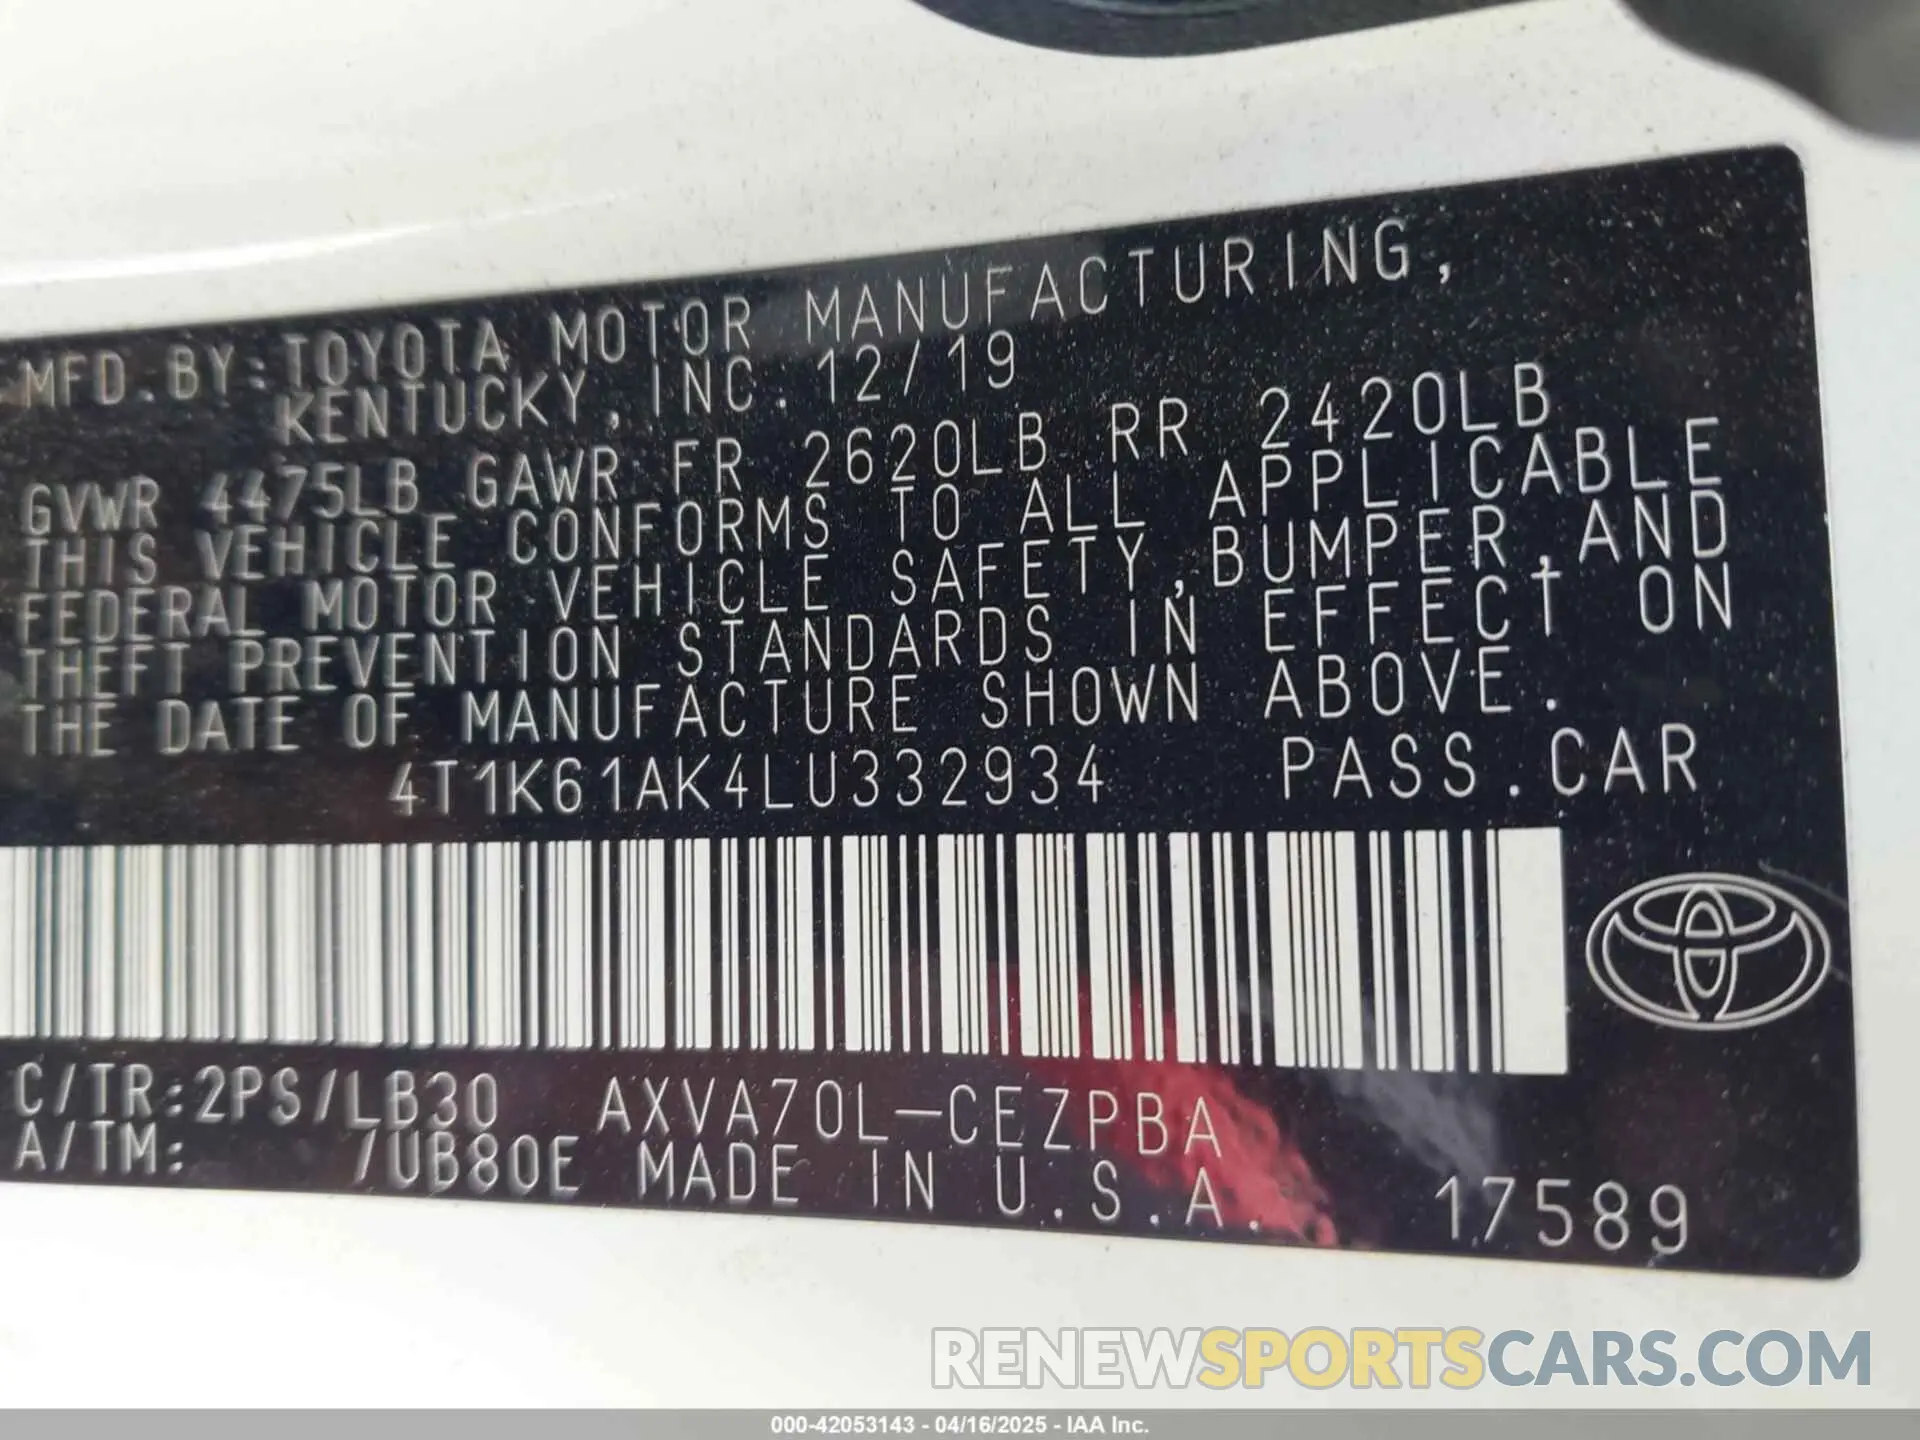 MFD.BY:TOYOTA MOTOR MANUFACTURING,
KENTUCKY, INC. 12/19
GVWR 4475LB GAWR FR 2620LB RR 2420LB
THIS VEHICLE CONFORMS TO ALL APPLICABLE
FEDERAL MOTOR VEHICLE SAFETY,BUMPER,AND
THEFT PREVENTION STANDARDS IN EFFECT ON
THE DATE OF MANUFACTURE SHOWN ABOVE.
4T1K61AK4LU332934 PASS.CAR
C/TR:2PS/LB30 AXVA70L-CEZPBA
A/TM: /UB80E MADE IN U.S.A. 17589
RENEWSPORTSCARS.COM
000-42053143 - 04/16/2025 - IAA Inc.